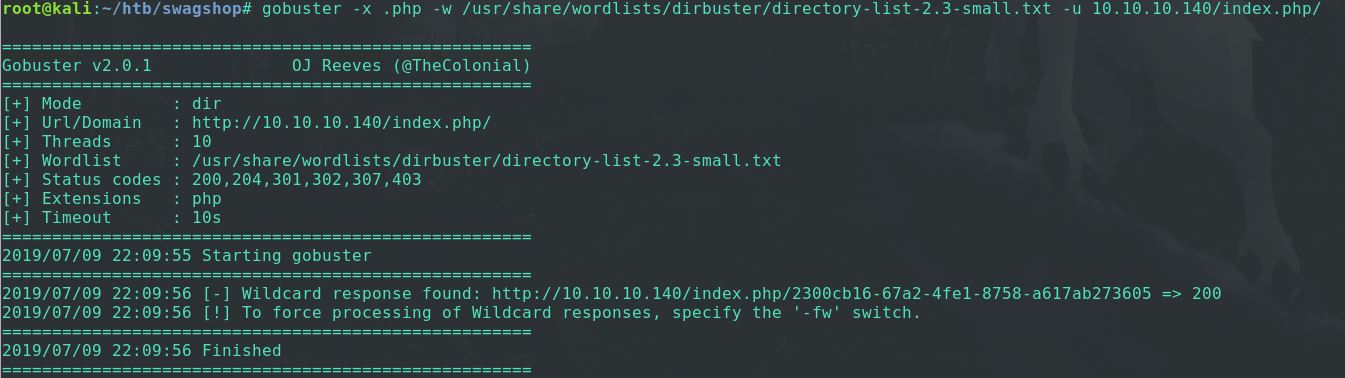 root@kali:~/htb/swagshop# gobuster -x .php -w /usr/share/wordlists/dirbuster/directory-list-2.3-small.txt -u 10.10.10.140/index.php/
=====================================================
Gobuster v2.0.1              OJ Reeves (@TheColonial)
=====================================================
[+] Mode         : dir
[+] Url/Domain   : http://10.10.10.140/index.php/
[+] Threads      : 10
[+] Wordlist     : /usr/share/wordlists/dirbuster/directory-list-2.3-small.txt
[+] Status codes : 200,204,301,302,307,403
[+] Extensions   : php
[+] Timeout      : 10s
=====================================================
2019/07/09 22:09:55 Starting gobuster
=====================================================
2019/07/09 22:09:56 [-] Wildcard response found: http://10.10.10.140/index.php/2300cb16-67a2-4fe1-8758-a617ab273605 => 200
2019/07/09 22:09:56 [!] To force processing of Wildcard responses, specify the '-fw' switch.
=====================================================
2019/07/09 22:09:56 Finished
=====================================================